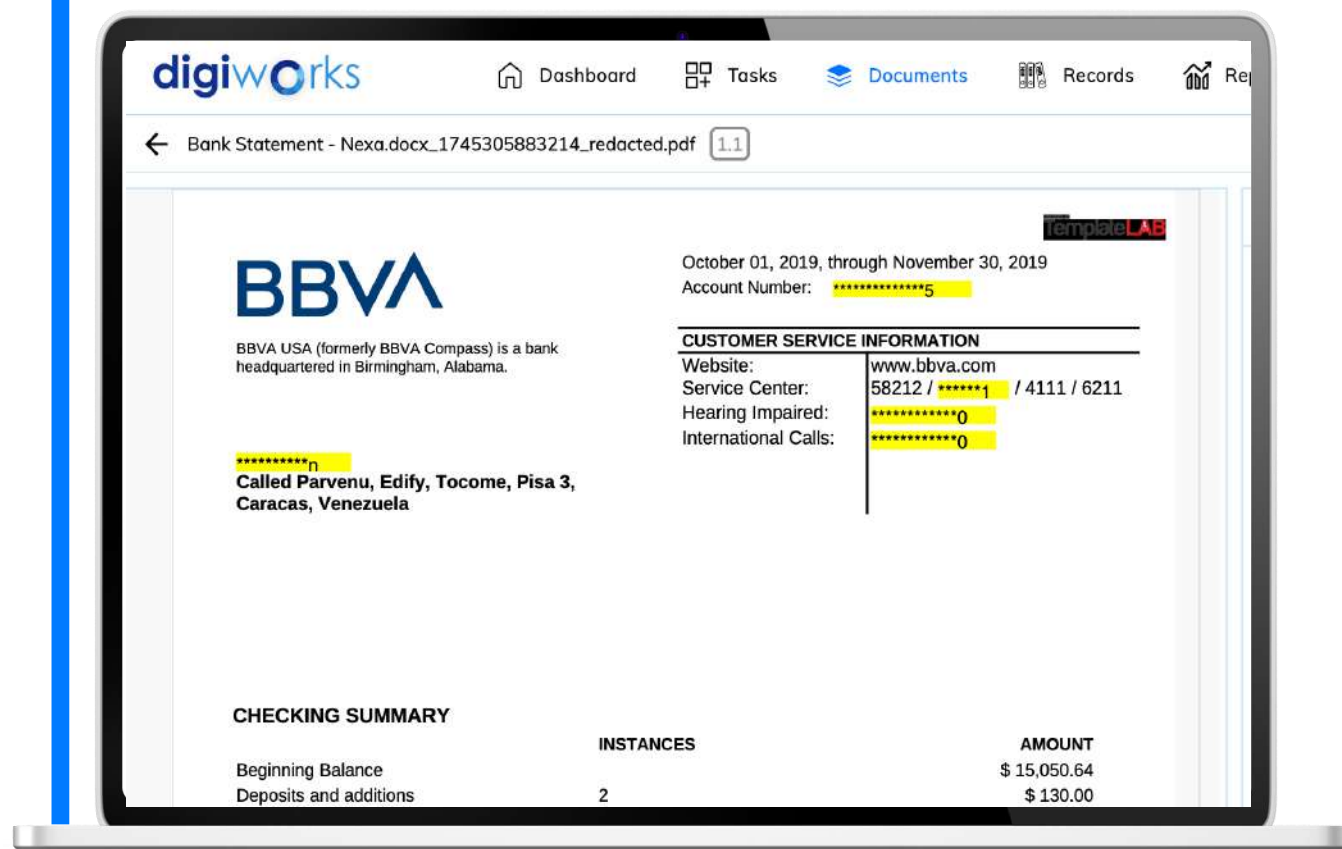 digiworks
Dashboard
Tasks
Documents
Records
Bank Statement - Nexa.docx_1745305883214_redacted.pdf 1.1
TemplateLAB
BBVA
October 01, 2019, through November 30, 2019
Account Number: **************5
BBVA USA (formerly BBVA Compass) is a bank
headquartered in Birmingham, Alabama.
CUSTOMER SERVICE INFORMATION
Website: www.bbva.com
Service Center: 58212 / ******1 / 4111 / 6211
Hearing Impaired: ************0
International Calls: ************0
**********n
Called Parvenu, Edify, Tocome, Pisa 3,
Caracas, Venezuela
CHECKING SUMMARY
INSTANCES AMOUNT
Beginning Balance $ 15,050.64
Deposits and additions 2 $ 130.00